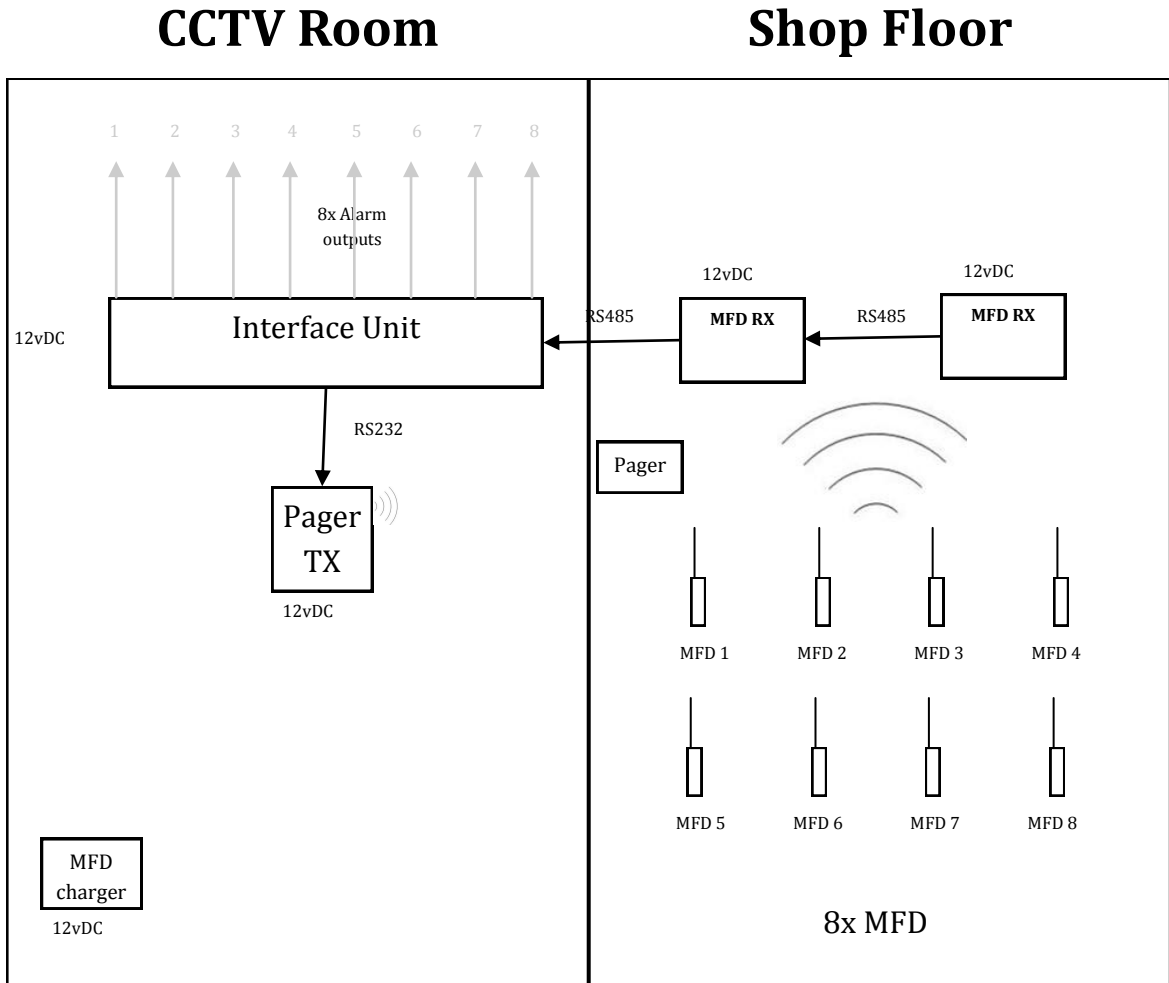 CCTV Room
Shop Floor
1 2 3 4 5 6 7 8
8x Alarm
outputs
12vDC
Interface Unit
RS485
12vDC
MFD RX
RS485
12vDC
MFD RX
RS232
Pager
TX
12vDC
Pager
MFD 1
MFD 2
MFD 3
MFD 4
MFD 5
MFD 6
MFD 7
MFD 8
MFD
charger
12vDC
8x MFD